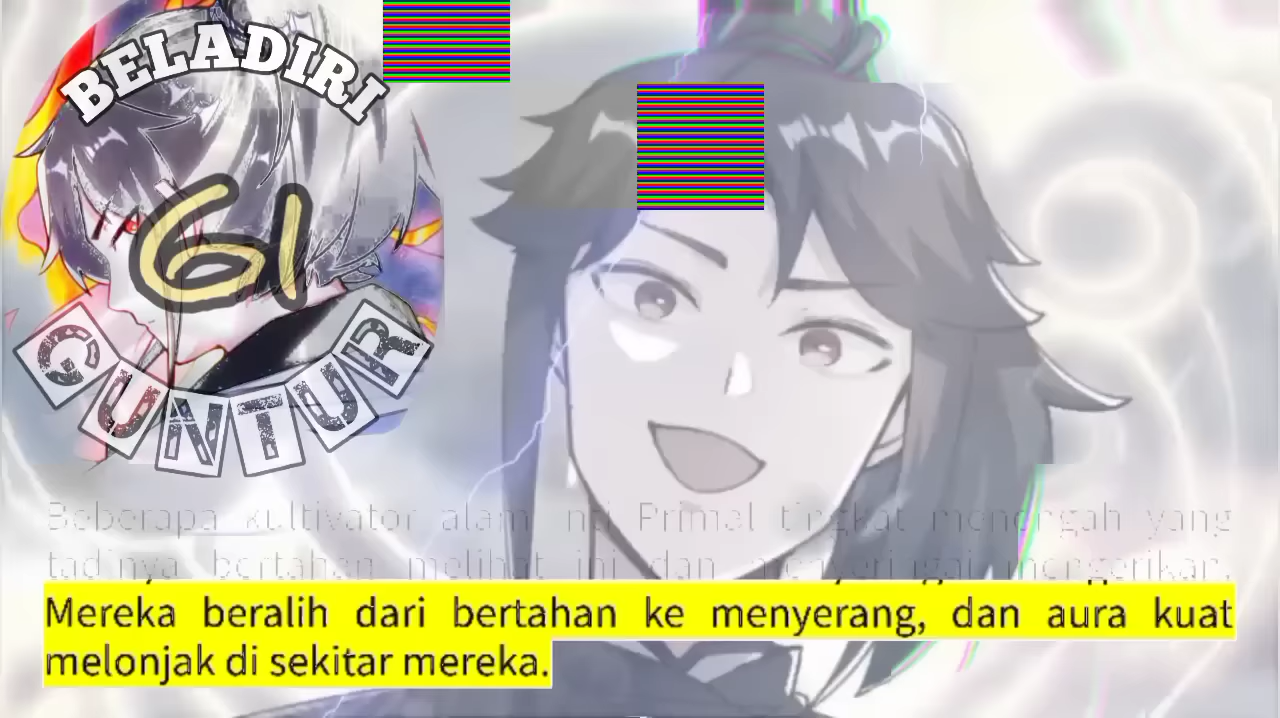 BELADIRI
61
GUNTUR
Beberapa kultivator alam inti Primal tingkat menengah yang
tadinya bertahan melihat ini dan menyeringai mengerikan.
Mereka beralih dari bertahan ke menyerang, dan aura kuat
melonjak di sekitar mereka.